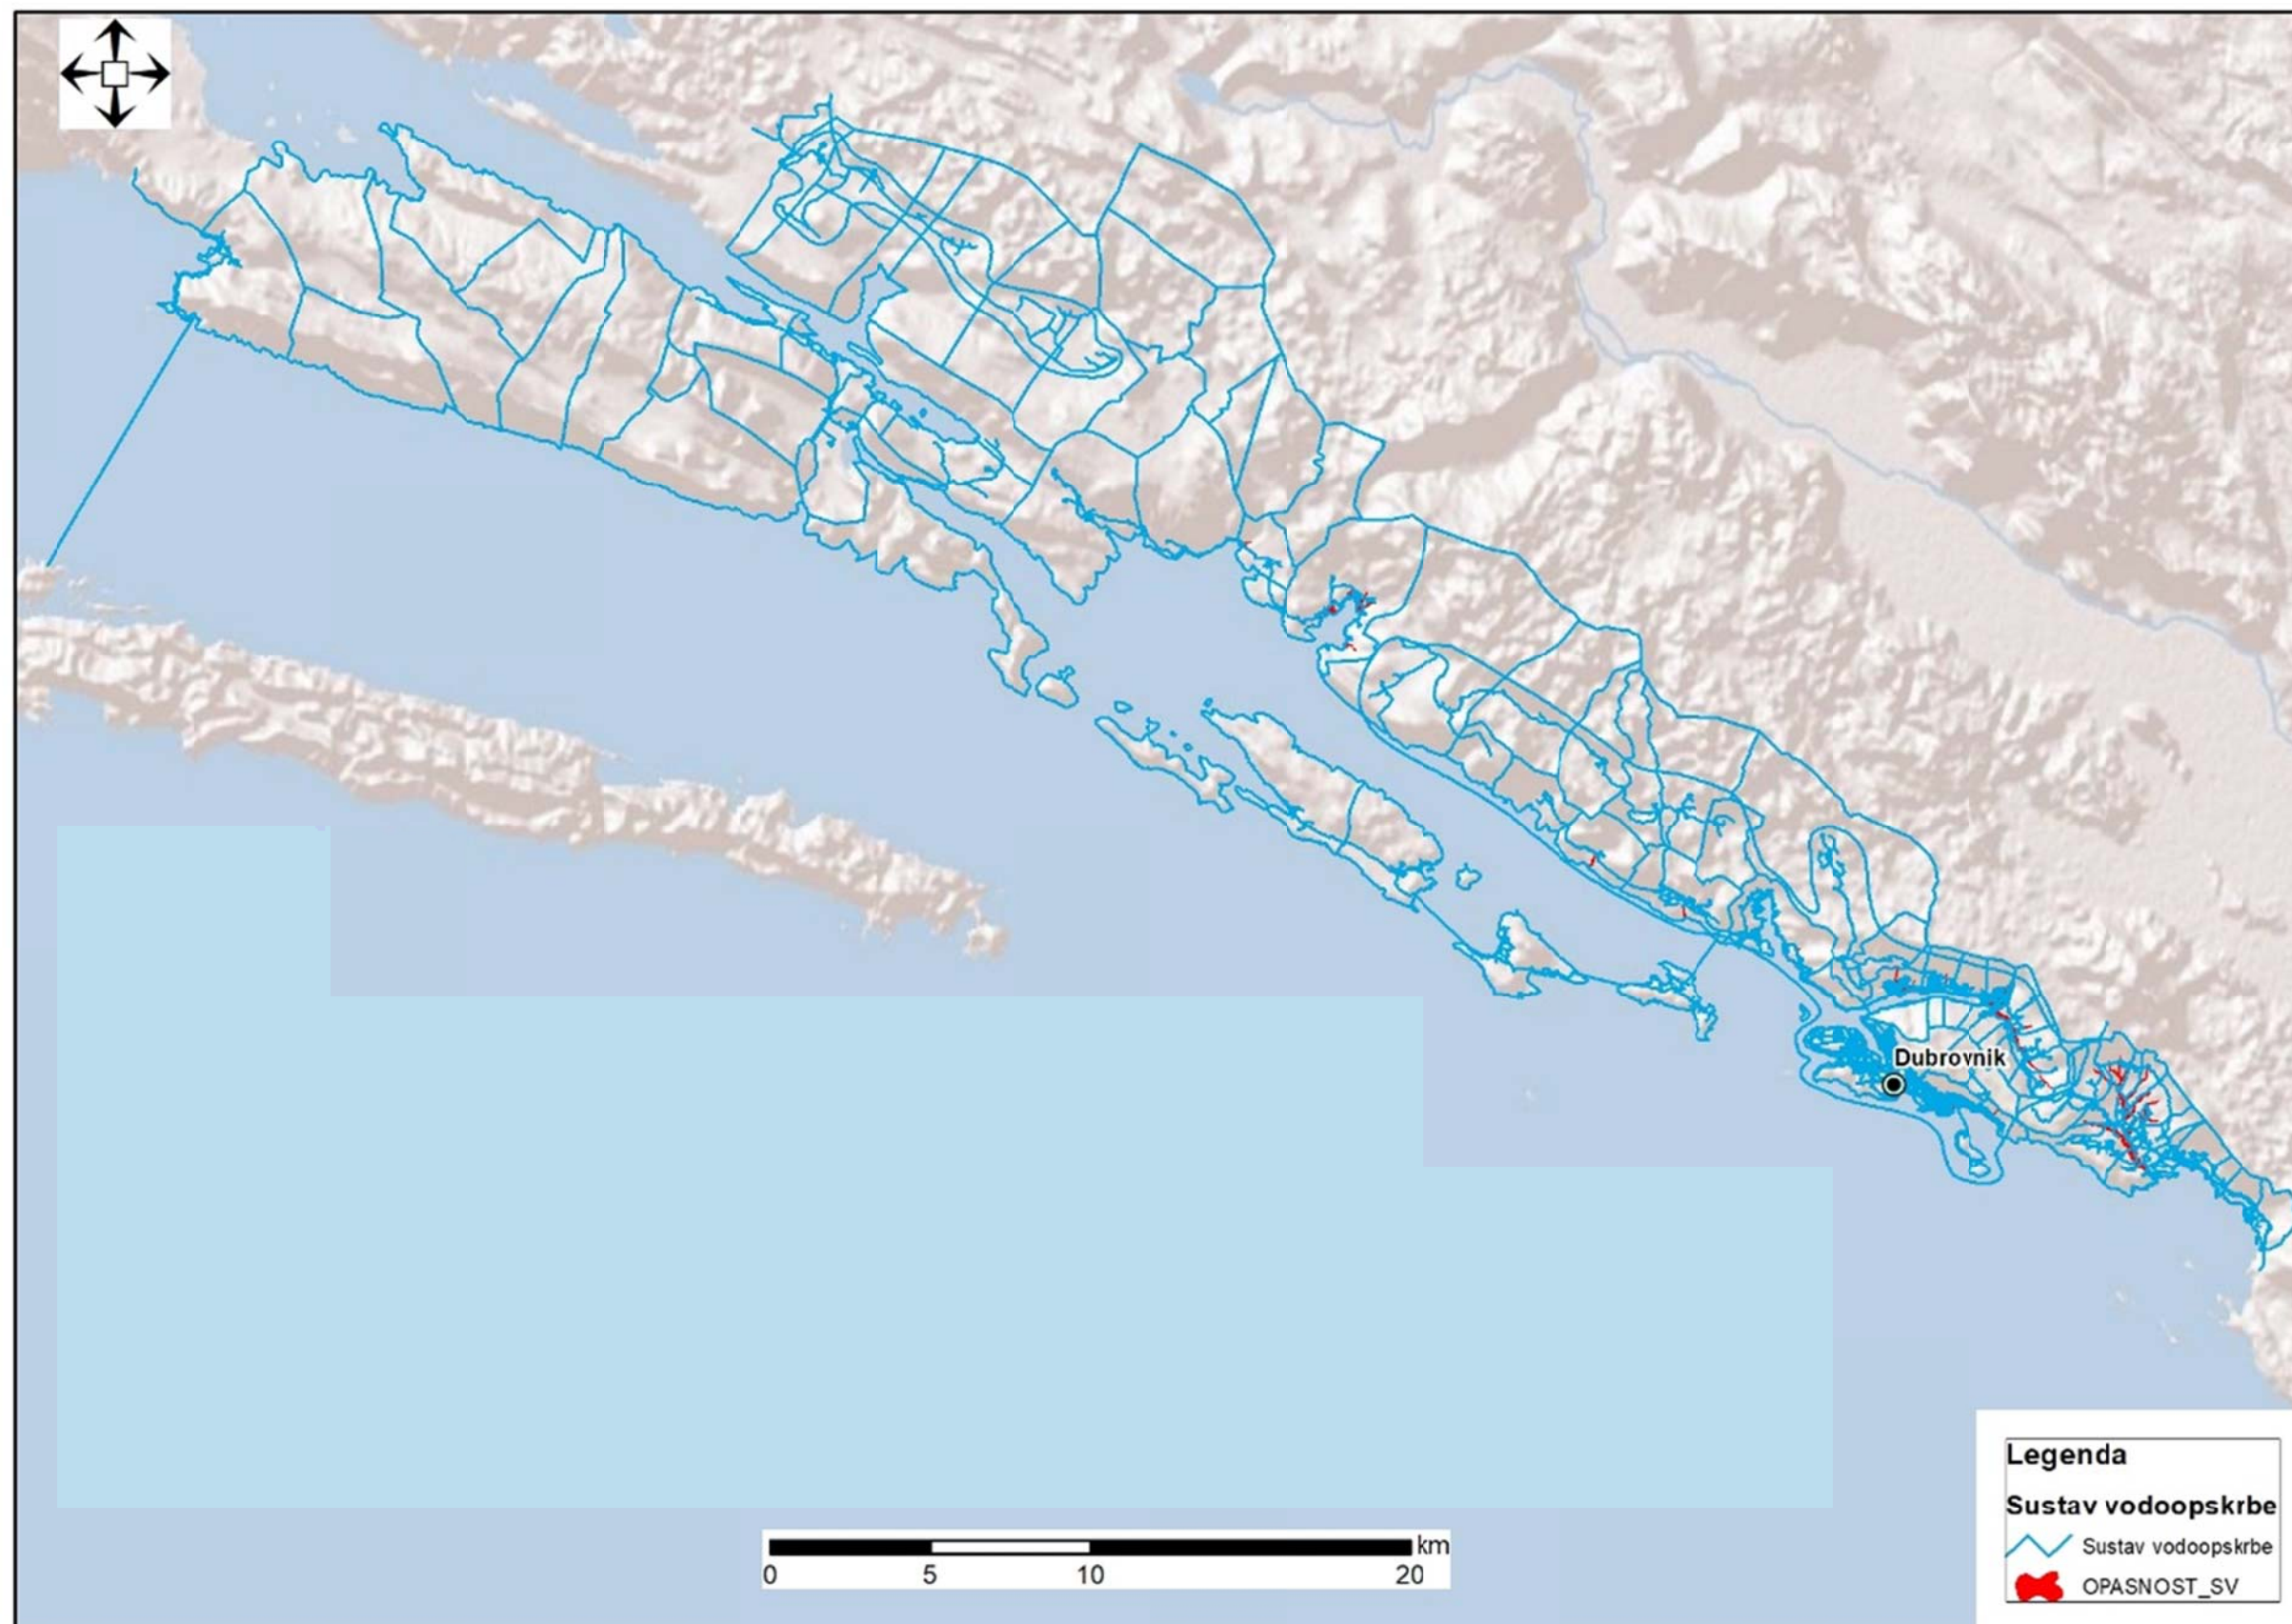 Dubrovnik
km
0 5 10 20
Legenda
Sustav vodoopskrbe
Sustav vodoopskrbe
OPASNOST_SV